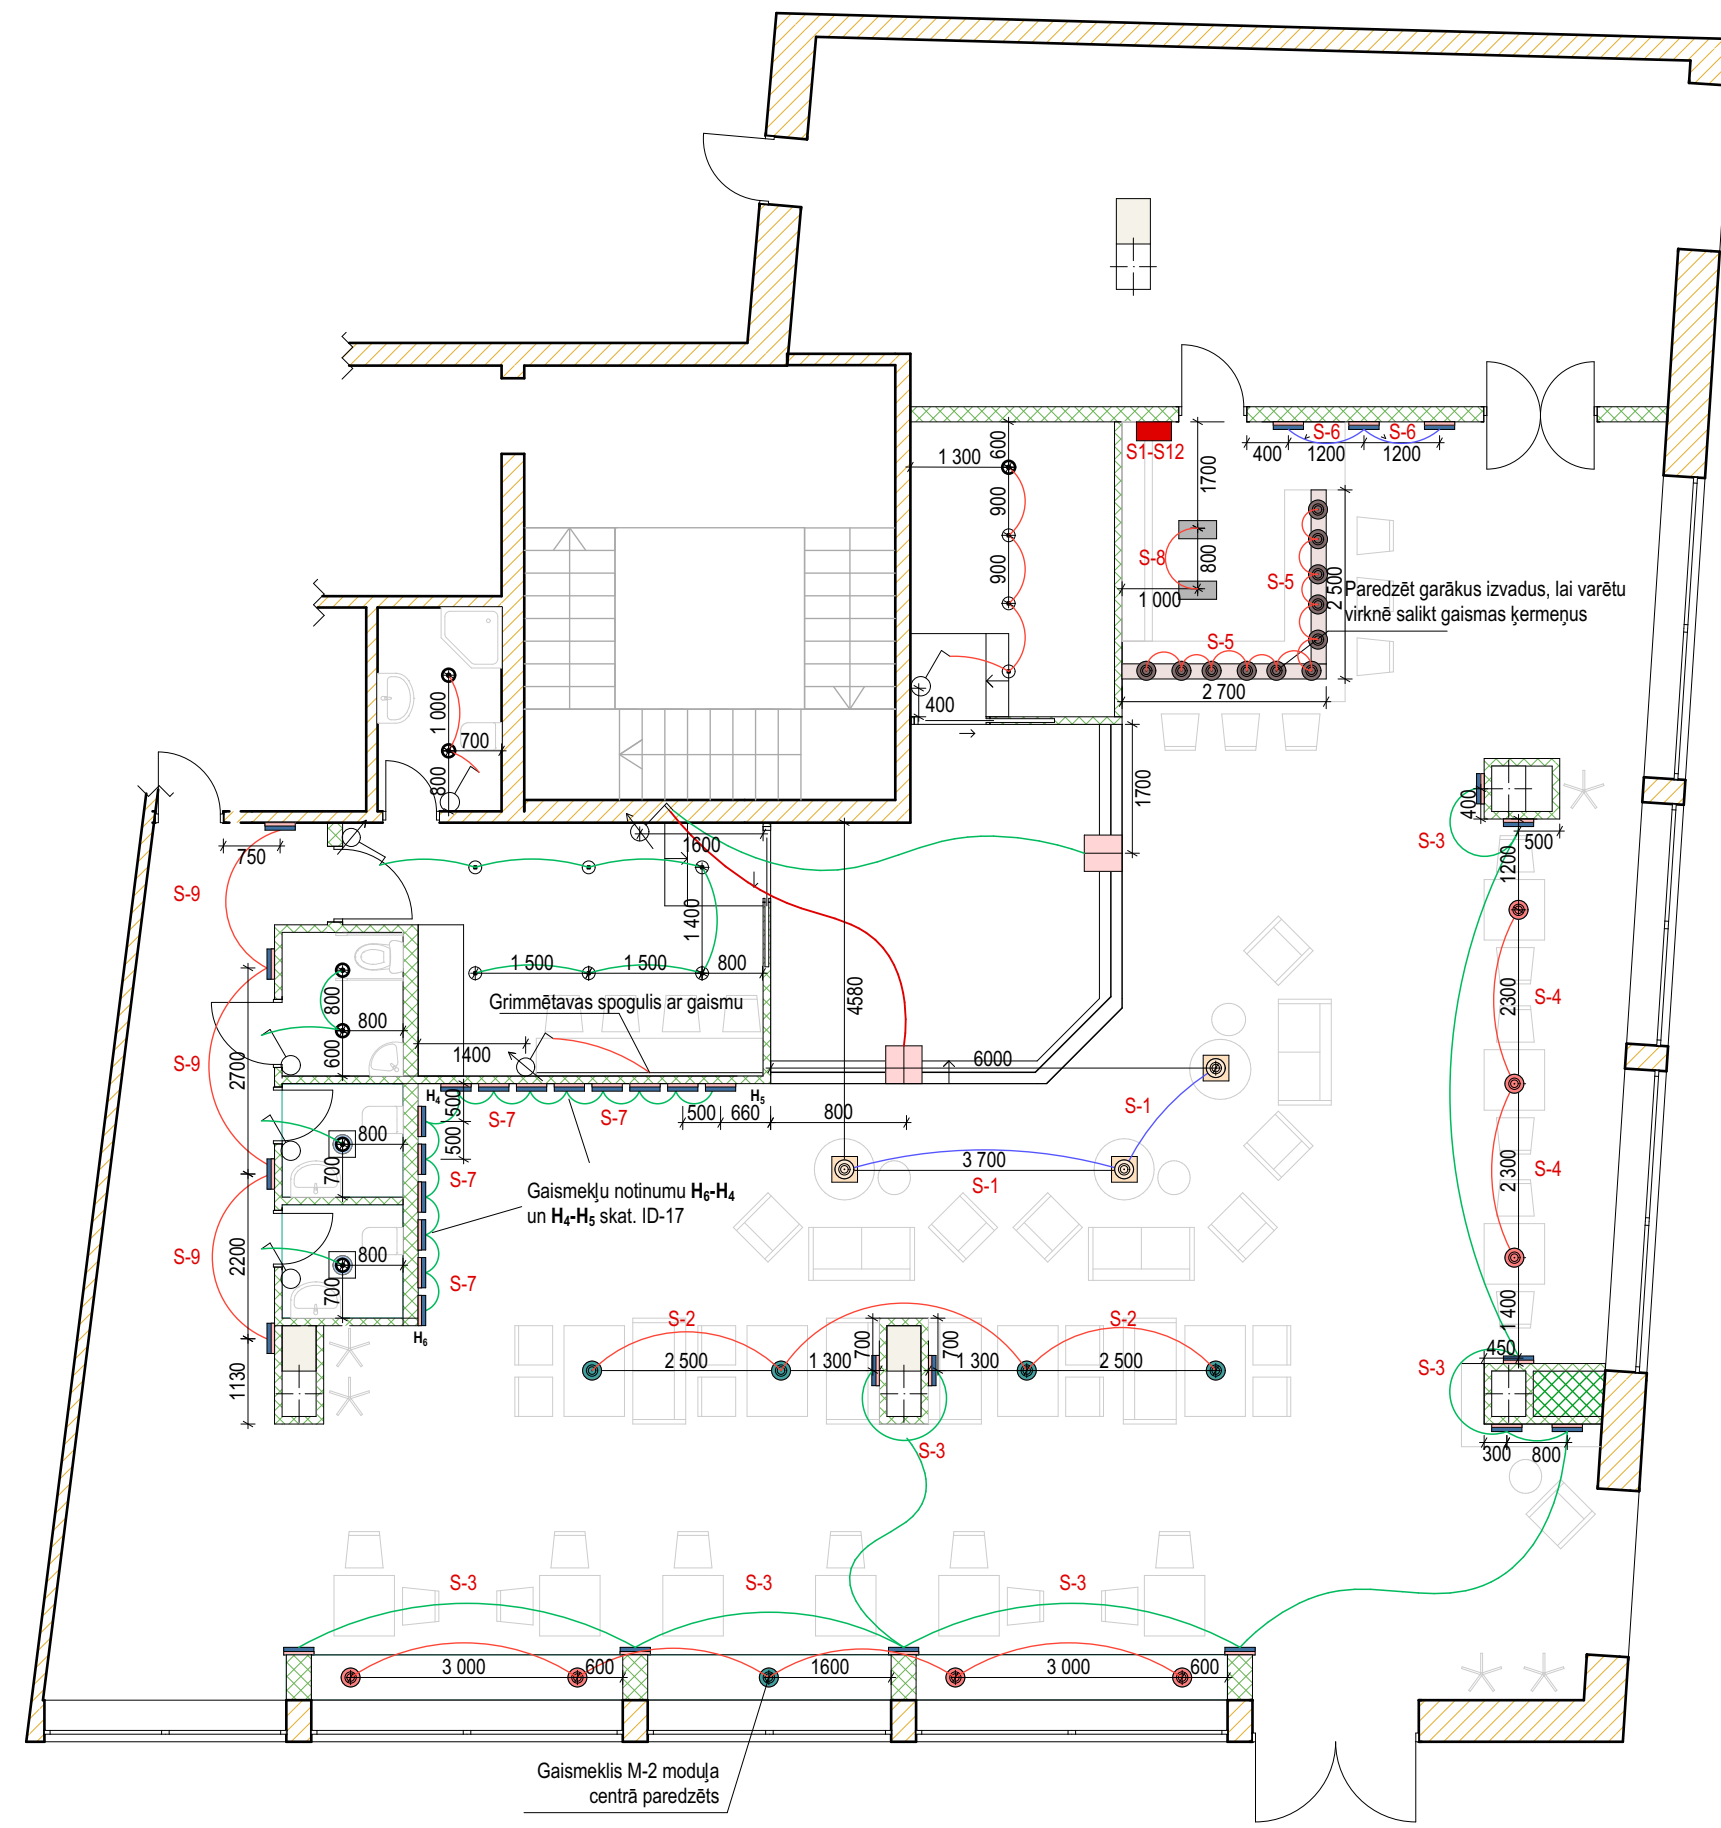 600
1 300
900
900
400
S1-S12
1700
S-8
800
1 000
S-6
S-6
400
1200
1200
S-5
2 500
Paredzēt garākus izvadus, lai varētu
virknē salikt gaismas ķermeņus
S-5
2 700
1 000
700
800
750
S-9
1600
1 400
1 500
1 500
800
Grimmētavas spogulis ar gaismu
1400
4580
6000
1700
400
S-3
500
1200
2300
S-4
S-4
2 300
1 400
450
S-3
300
800
800
800
600
2700
S-9
H4
H5
500
500
S-7
S-7
500
660
800
S-1
3 700
S-1
800
700
S-7
Gaismekļu notinumu H6-H4
un H4-H5 skat. ID-17
S-9
2200
800
700
S-7
H6
1130
S-2
S-2
2 500
1 300
700
700
1 300
2 500
S-3
S-3
S-3
S-3
3 000
600
1600
3 000
600
Gaismeklis M-2 moduļa
centrā paredzēts